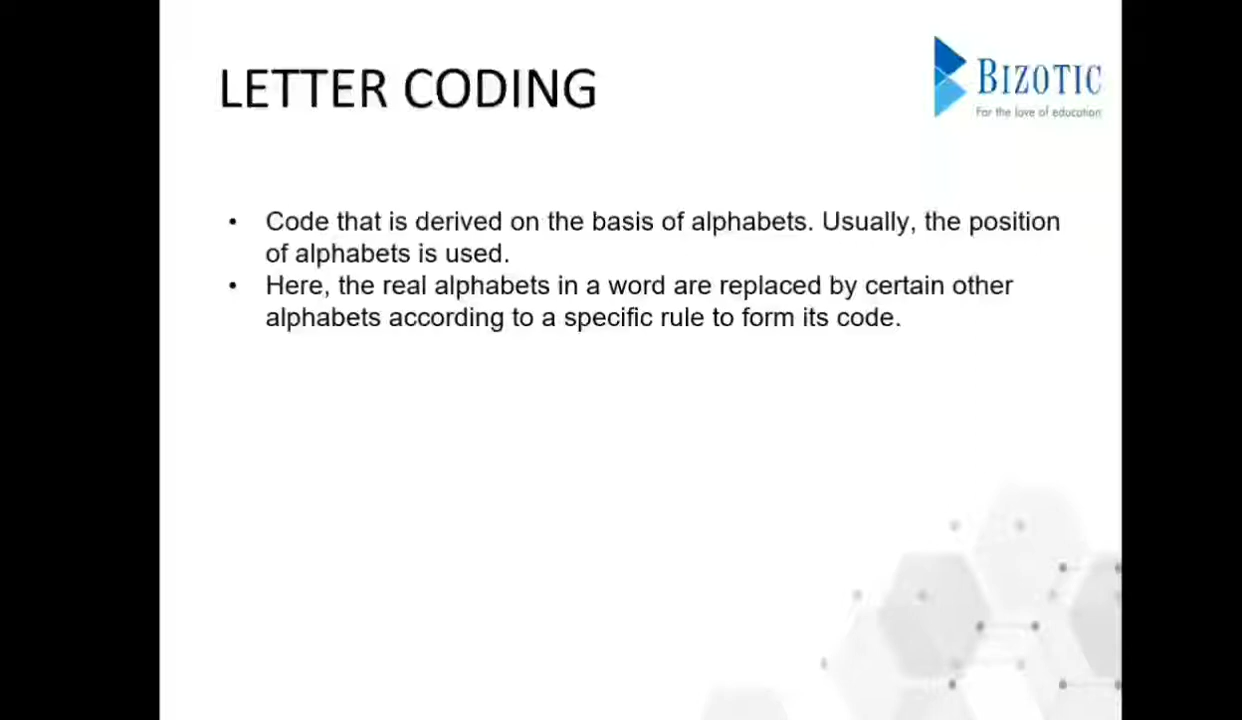 LETTER CODING
BIZOTIC
For the love of education
• Code that is derived on the basis of alphabets. Usually, the position
of alphabets is used.
• Here, the real alphabets in a word are replaced by certain other
alphabets according to a specific rule to form its code.